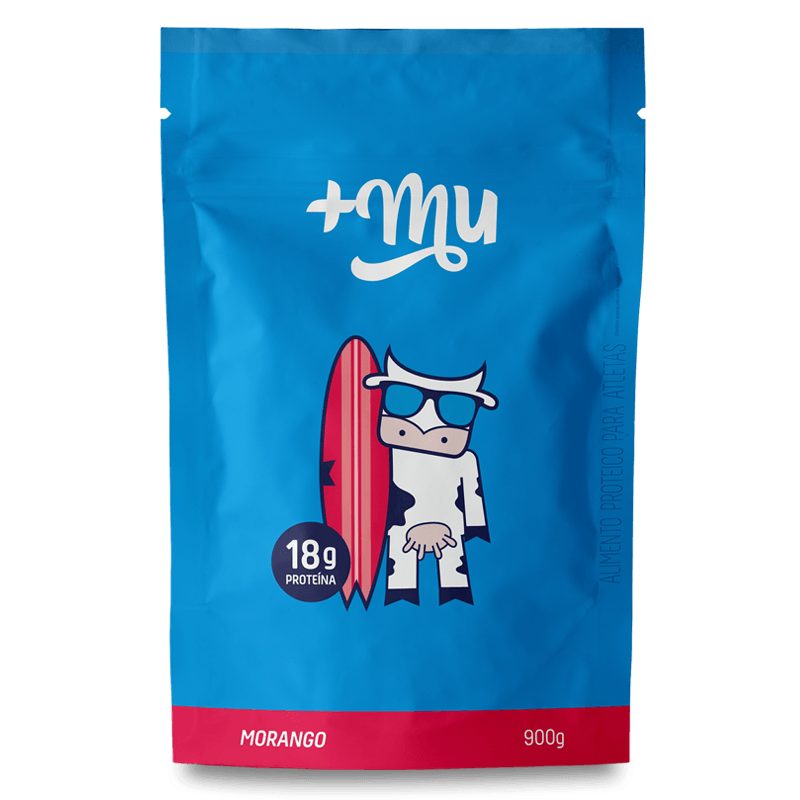 +Mu
18g
PROTEÍNA
ALIMENTO PROTEICO PARA ATLETAS
MORANGO
900g